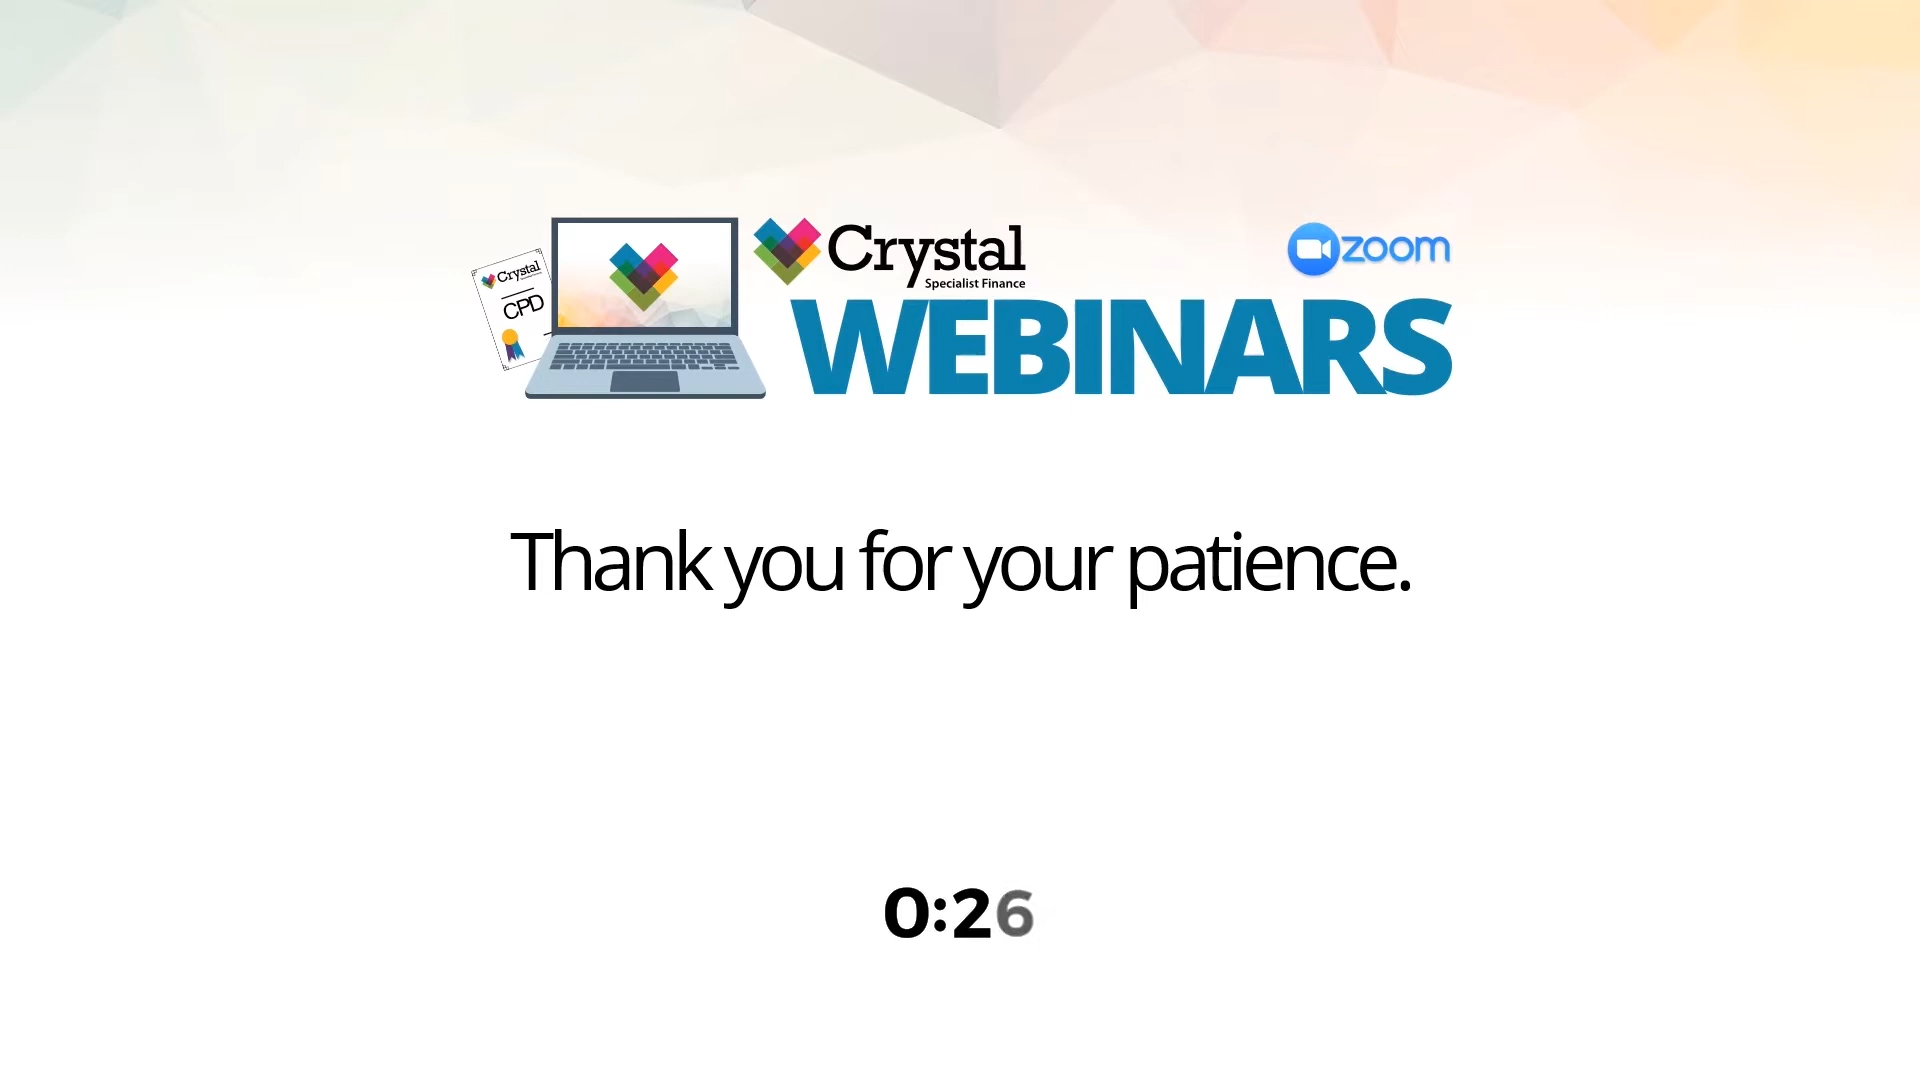 Crystal
CPD
Crystal
Specialist Finance
zoom
WEBINARS
Thank you for your patience.
0:26